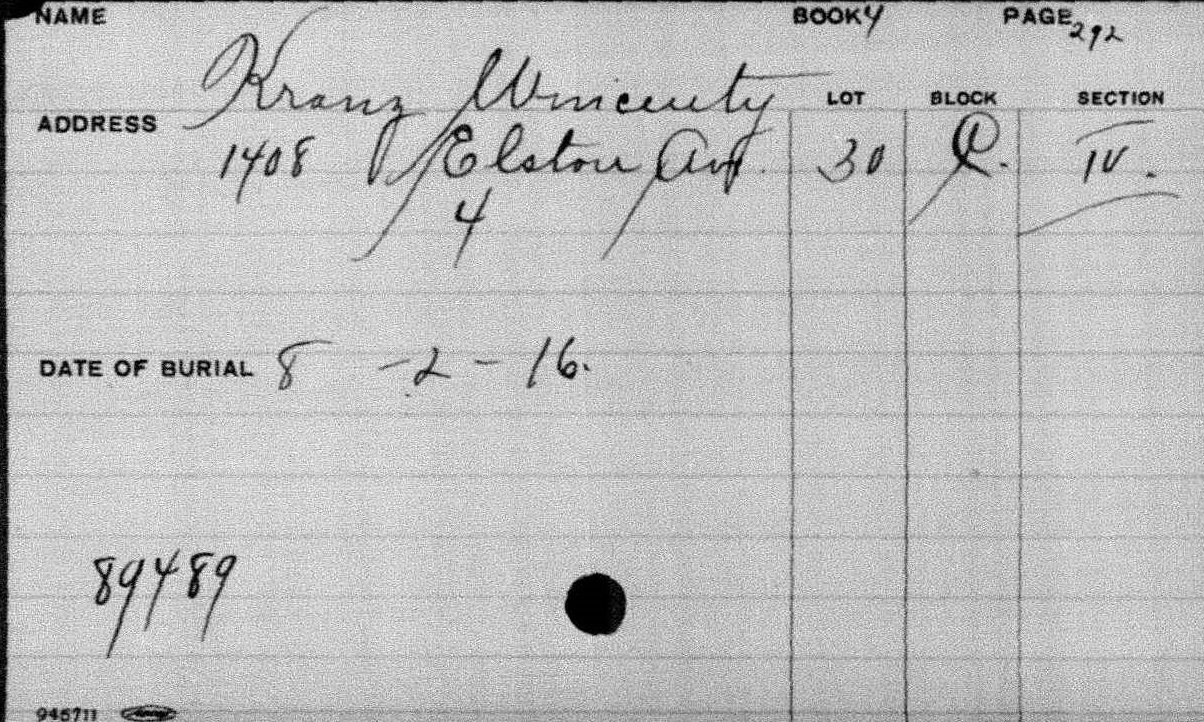 NAME BOOK 4 PAGE 292
Kranz Wincenty
LOT BLOCK SECTION
ADDRESS
1408 Elston Av. 30 Q. IV.
4
DATE OF BURIAL 8 - 2 - 16.
89489
945711